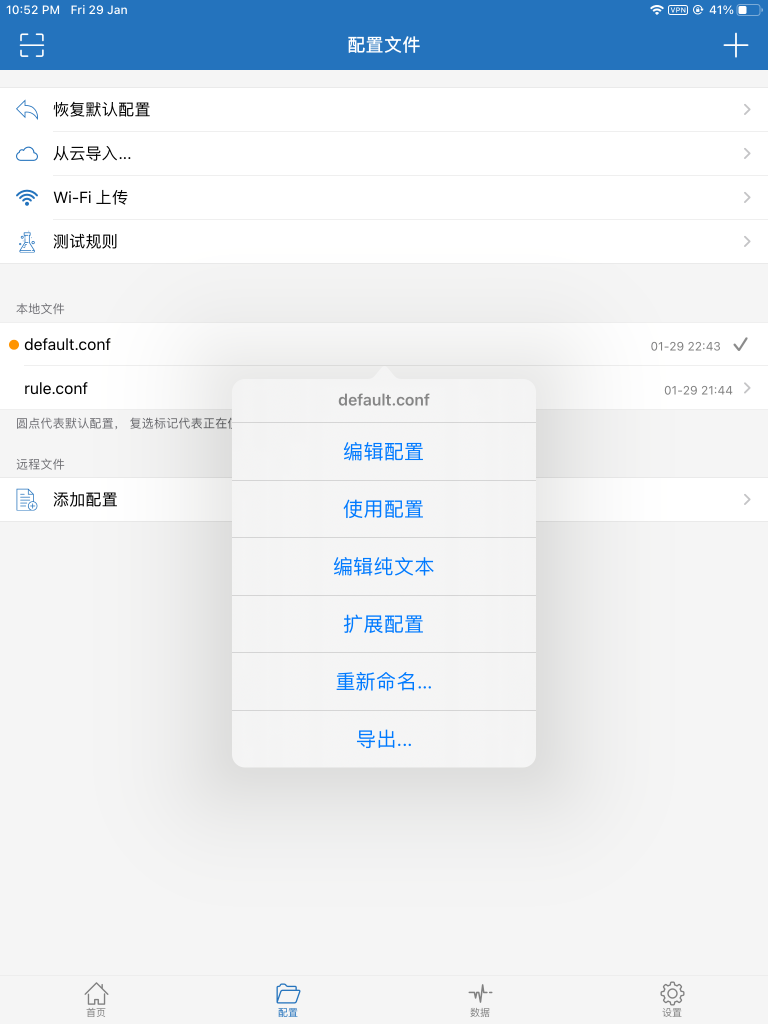 10:52 PM Fri 29 Jan VPN 41%
配置文件
恢复默认配置
从云导入...
Wi-Fi 上传
测试规则
本地文件
default.conf 01-29 22:43
rule.conf 01-29 21:44
圆点代表默认配置， 复选标记代表正在
远程文件
添加配置
default.conf
编辑配置
使用配置
编辑纯文本
扩展配置
重新命名...
导出...
首页 配置 数据 设置